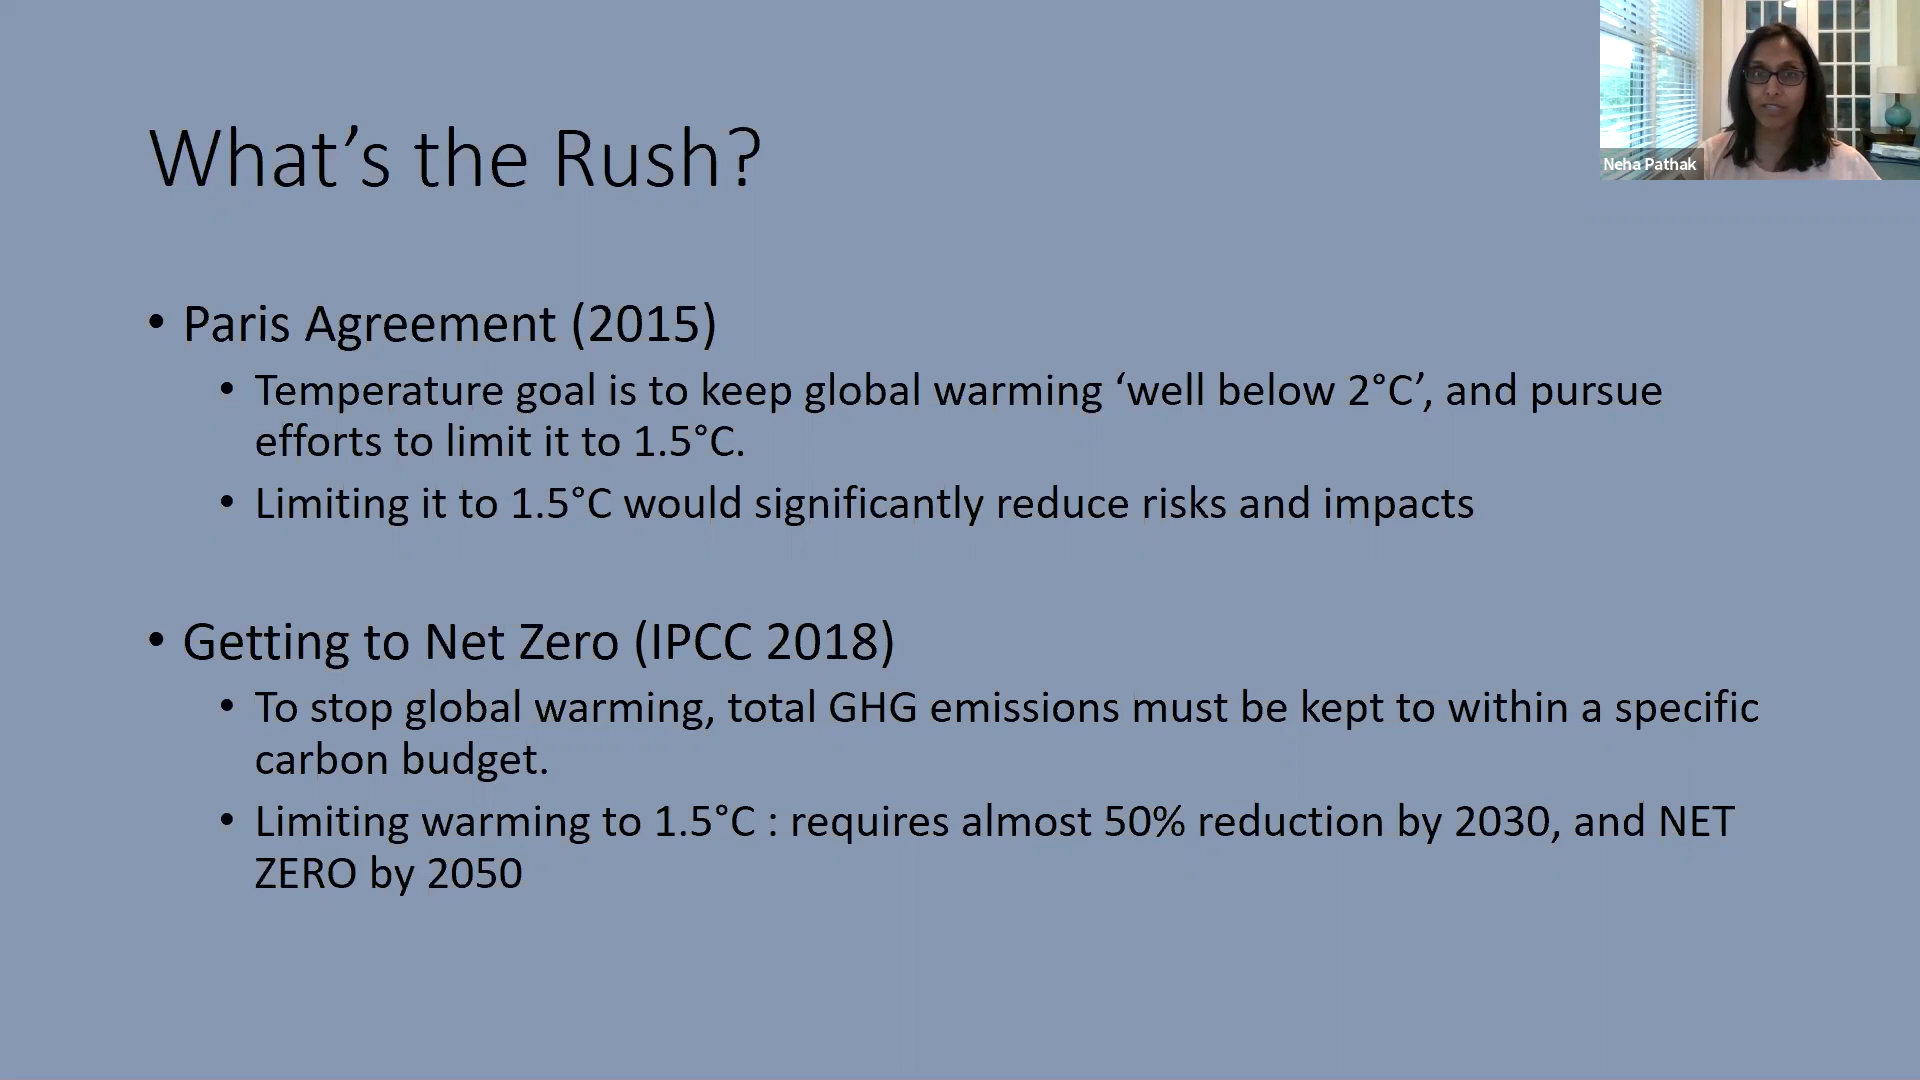 What’s the Rush?
Neha Pathak
• Paris Agreement (2015)
• Temperature goal is to keep global warming ‘well below 2°C’, and pursue
efforts to limit it to 1.5°C.
• Limiting it to 1.5°C would significantly reduce risks and impacts
• Getting to Net Zero (IPCC 2018)
• To stop global warming, total GHG emissions must be kept to within a specific
carbon budget.
• Limiting warming to 1.5°C : requires almost 50% reduction by 2030, and NET
ZERO by 2050